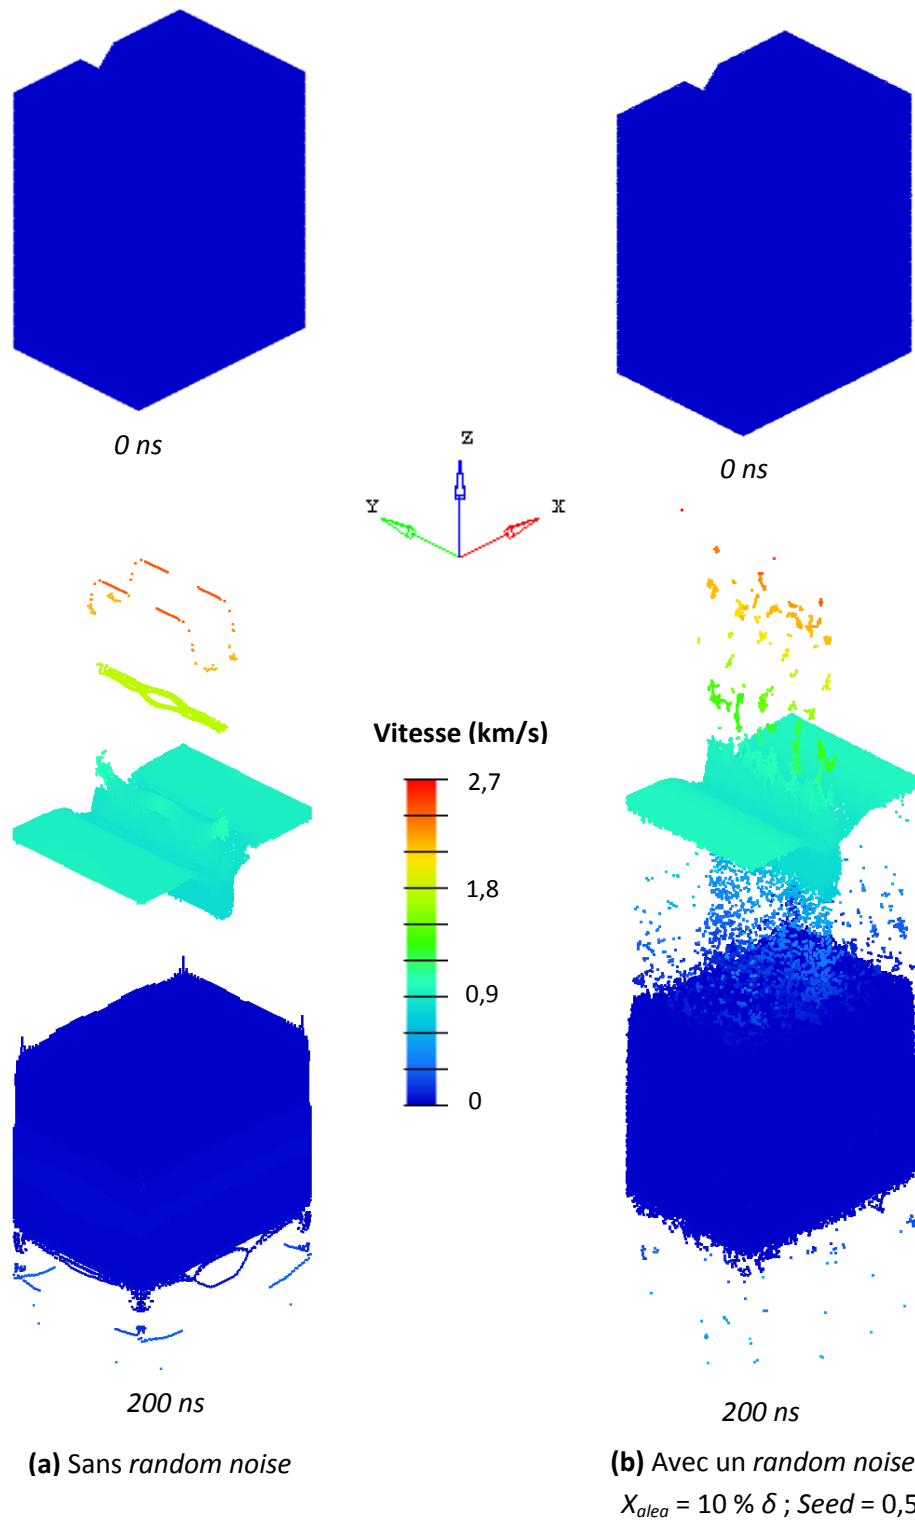 0 ns
0 ns
Z
Y
X
Vitesse (km/s)
2,7
1,8
0,9
0
200 ns
200 ns
(a) Sans random noise
(b) Avec un random noise
Xalea = 10 % δ ; Seed = 0,5